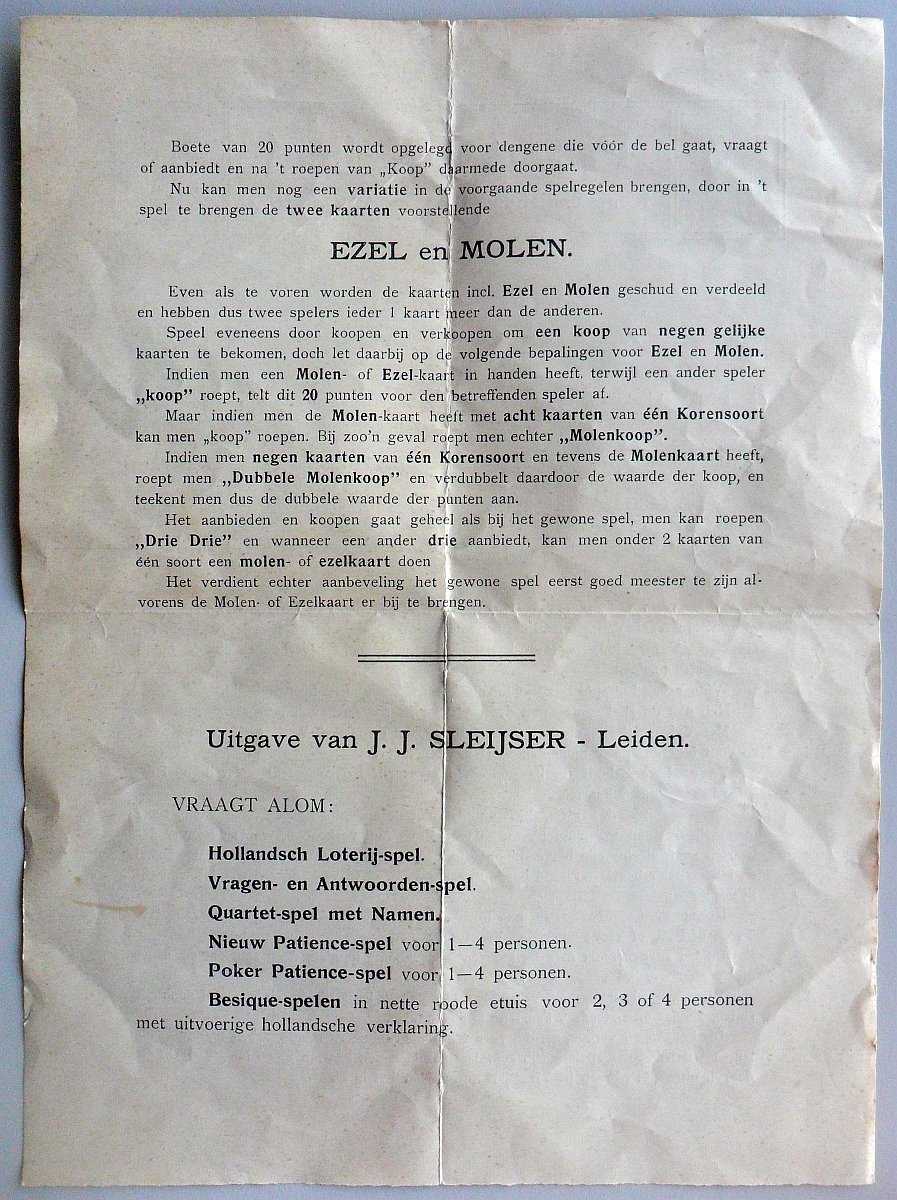 Boete van 20 punten wordt opgelegd voor dengene die vóór de bel gaat, vraagt
of aanbiedt en na 't roepen van „Koop” daarmede doorgaat.
Nu kan men nog een variatie in de voorgaande spelregelen brengen, door in 't
spel te brengen de twee kaarten voorstellende
EZEL en MOLEN.
Even als te voren worden de kaarten incl. Ezel en Molen geschud en verdeeld
en hebben dus twee spelers ieder 1 kaart meer dan de anderen.
Speel eveneens door koopen en verkoopen om een koop van negen gelijke
kaarten te bekomen, doch let daarbij op de volgende bepalingen voor Ezel en Molen.
Indien men een Molen- of Ezel-kaart in handen heeft, terwijl een ander speler
„koop” roept, telt dit 20 punten voor den betreffenden speler af.
Maar indien men de Molen-kaart heeft met acht kaarten van één Korensoort
kan men „koop” roepen. Bij zoo'n geval roept men echter „Molenkoop”.
Indien men negen kaarten van één Korensoort en tevens de Molenkaart heeft,
roept men „Dubbele Molenkoop” en verdubbelt daardoor de waarde der koop, en
teekent men dus de dubbele waarde der punten aan.
Het aanbieden en koopen gaat geheel als bij het gewone spel, men kan roepen
„Drie Drie” en wanneer een ander drie aanbiedt, kan men onder 2 kaarten van
één soort een molen- of ezelkaart doen
Het verdient echter aanbeveling het gewone spel eerst goed meester te zijn al-
vorens de Molen- of Ezelkaart er bij te brengen.
Uitgave van J. J. SLEIJSER - Leiden.
VRAAGT ALOM:
Hollandsch Loterij-spel.
Vragen- en Antwoorden-spel.
Quartet-spel met Namen.
Nieuw Patience-spel voor 1—4 personen.
Poker Patience-spel voor 1—4 personen.
Besique-spelen in nette roode etuis voor 2, 3 of 4 personen
met uitvoerige hollandsche verklaring.